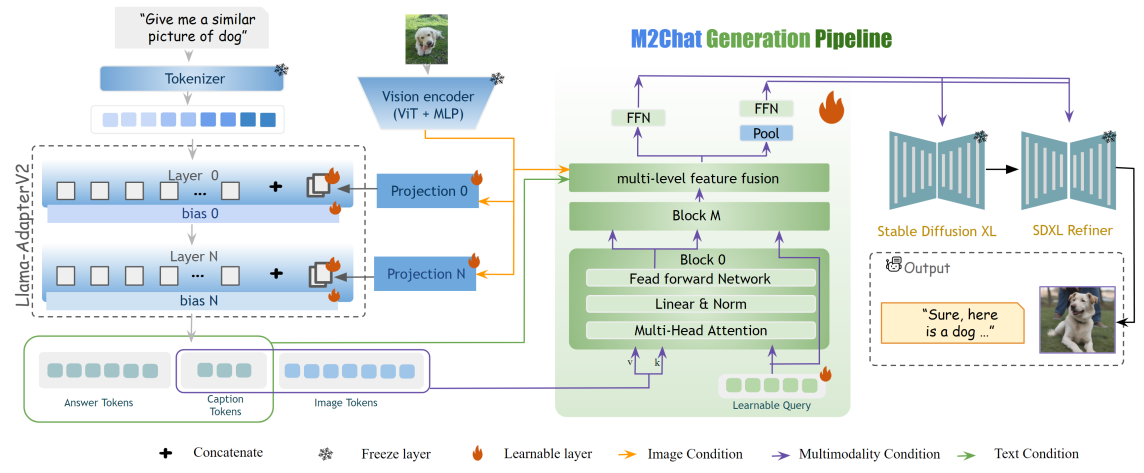 "Give me a similar
picture of dog"
Tokenizer
Vision encoder
(ViT + MLP)
Llama-AdapterV2
Layer 0
...
+
bias 0
Projection 0
Layer N
...
+
bias N
Projection N
Answer Tokens
Caption
Tokens
Image Tokens
M2Chat Generation Pipeline
FFN
FFN
Pool
multi-level feature fusion
Block M
Block 0
Fead forward Network
Linear & Norm
Multi-Head Attention
v
k
Learnable Query
Stable Diffusion XL
SDXL Refiner
Output
"Sure, here
is a dog ..."
+ Concatenate
Freeze layer
Learnable layer
Image Condition
Multimodality Condition
Text Condition